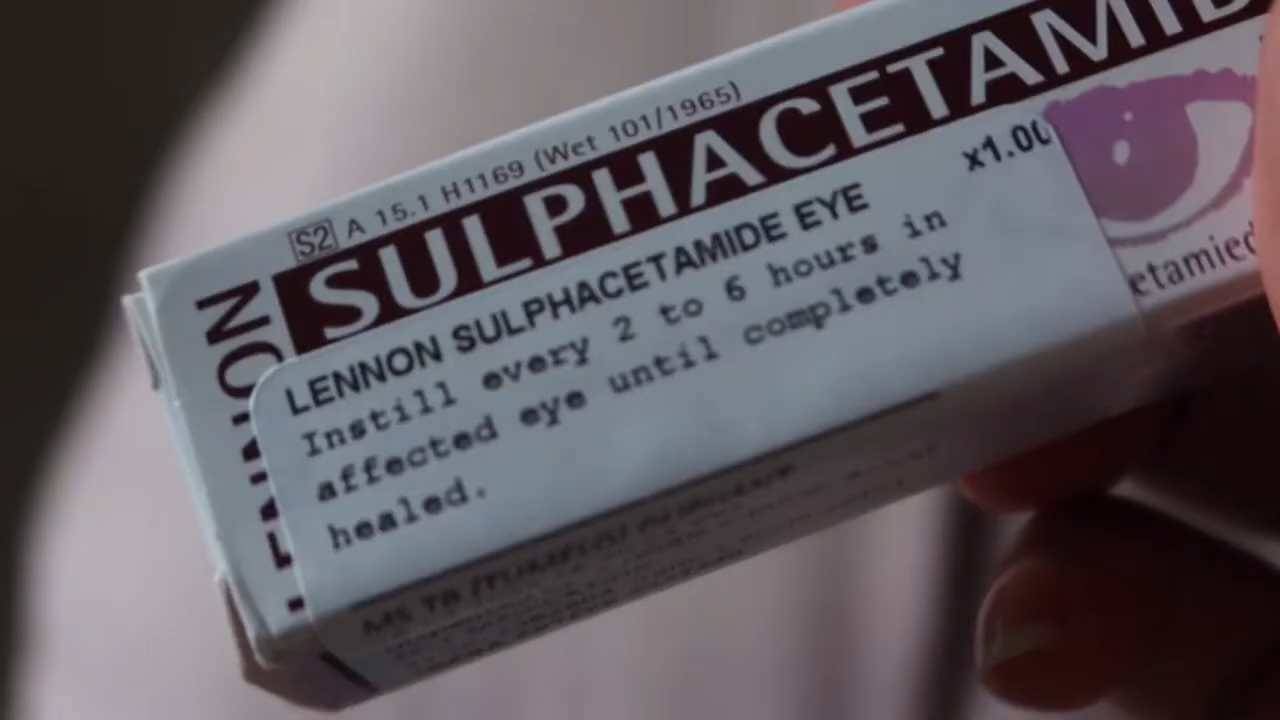 S2 A 15.1 H1169 (Wet 101/1965)
SULPHACETAMID
LENNON
x1.00
LENNON SULPHACETAMIDE EYE
Instill every 2 to 6 hours in
affected eye until completely
healed.
etamied